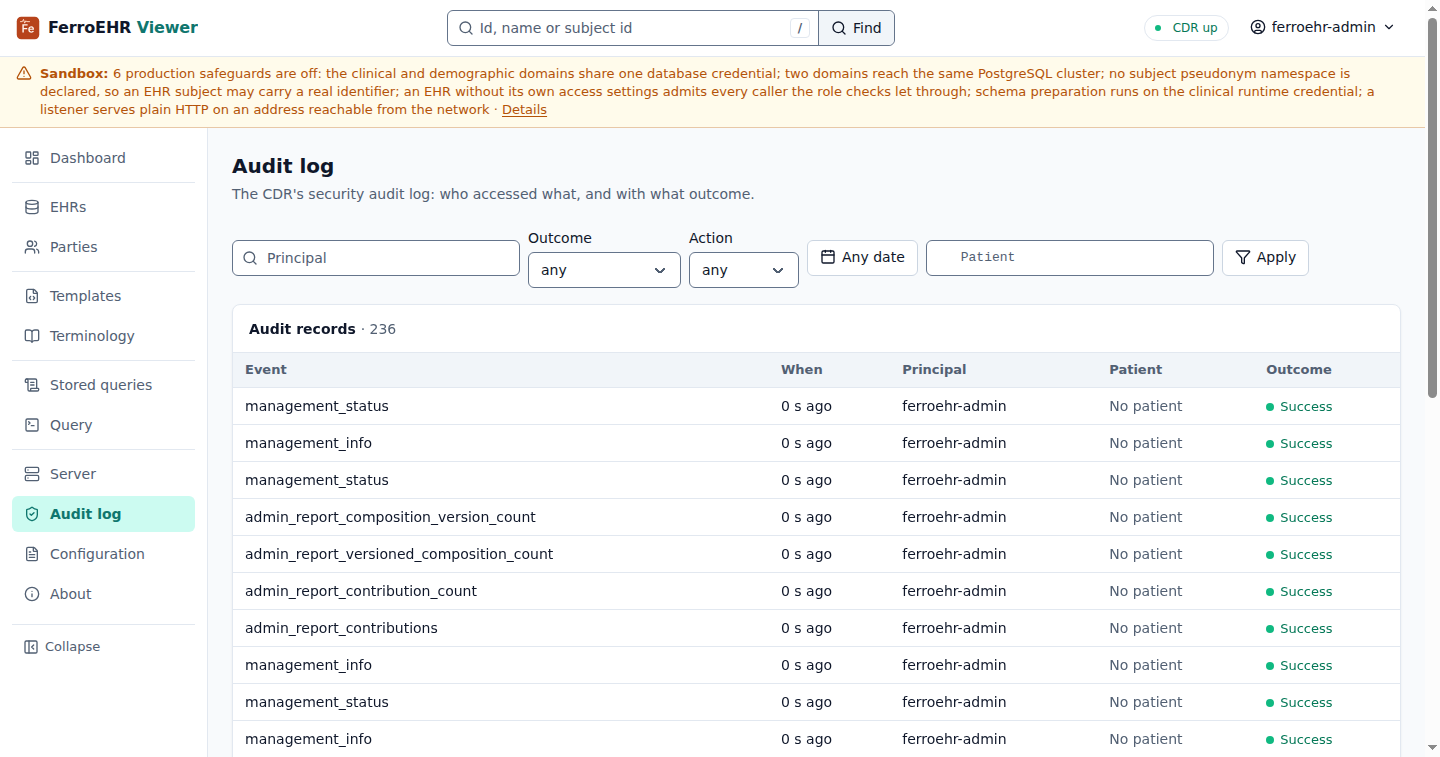 FerroEHR Viewer
Id, name or subject id
/
Find
CDR up
ferroehr-admin
Sandbox: 6 production safeguards are off: the clinical and demographic domains share one database credential; two domains reach the same PostgreSQL cluster; no subject pseudonym namespace is
declared, so an EHR subject may carry a real identifier; an EHR without its own access settings admits every caller the role checks let through; schema preparation runs on the clinical runtime credential; a
listener serves plain HTTP on an address reachable from the network · Details
Dashboard
EHRs
Parties
Templates
Terminology
Stored queries
Query
Server
Audit log
Configuration
About
Collapse
Audit log
The CDR's security audit log: who accessed what, and with what outcome.
Principal
Outcome
any
Action
any
Any date
Patient
Apply
Audit records · 236
Event When Principal Patient Outcome
management_status 0 s ago ferroehr-admin No patient Success
management_info 0 s ago ferroehr-admin No patient Success
management_status 0 s ago ferroehr-admin No patient Success
admin_report_composition_version_count 0 s ago ferroehr-admin No patient Success
admin_report_versioned_composition_count 0 s ago ferroehr-admin No patient Success
admin_report_contribution_count 0 s ago ferroehr-admin No patient Success
admin_report_contributions 0 s ago ferroehr-admin No patient Success
management_info 0 s ago ferroehr-admin No patient Success
management_status 0 s ago ferroehr-admin No patient Success
management_info 0 s ago ferroehr-admin No patient Success